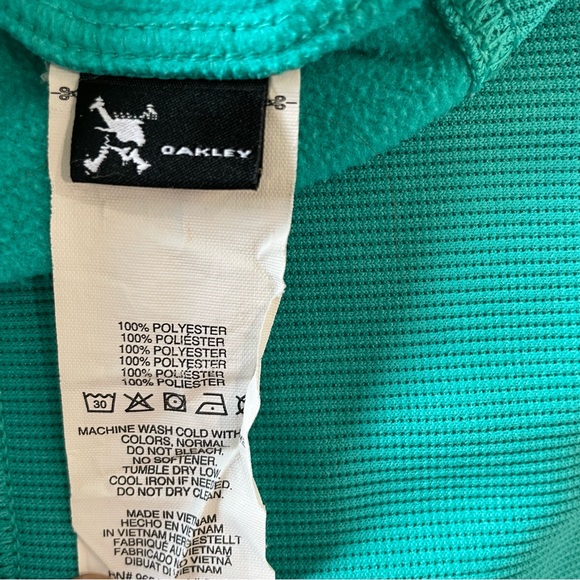 OAKLEY
100% POLYESTER
100% POLIÉSTER
100% POLYESTER
100% POLYESTER
100% POLIÉSTER
100% POLIESTER
30
MACHINE WASH COLD WITH
COLORS, NORMAL.
DO NOT BLEACH.
NO SOFTENER.
TUMBLE DRY LOW.
COOL IRON IF NEEDED.
DO NOT DRY CLEAN.
MADE IN VIETNAM
HECHO EN VIETNAM
IN VIETNAM HERGESTELLT
FABRIQUÉ AU VIETNAM
FABRICADO NO VIETNÃ
DIBUAT DI VIETNAM